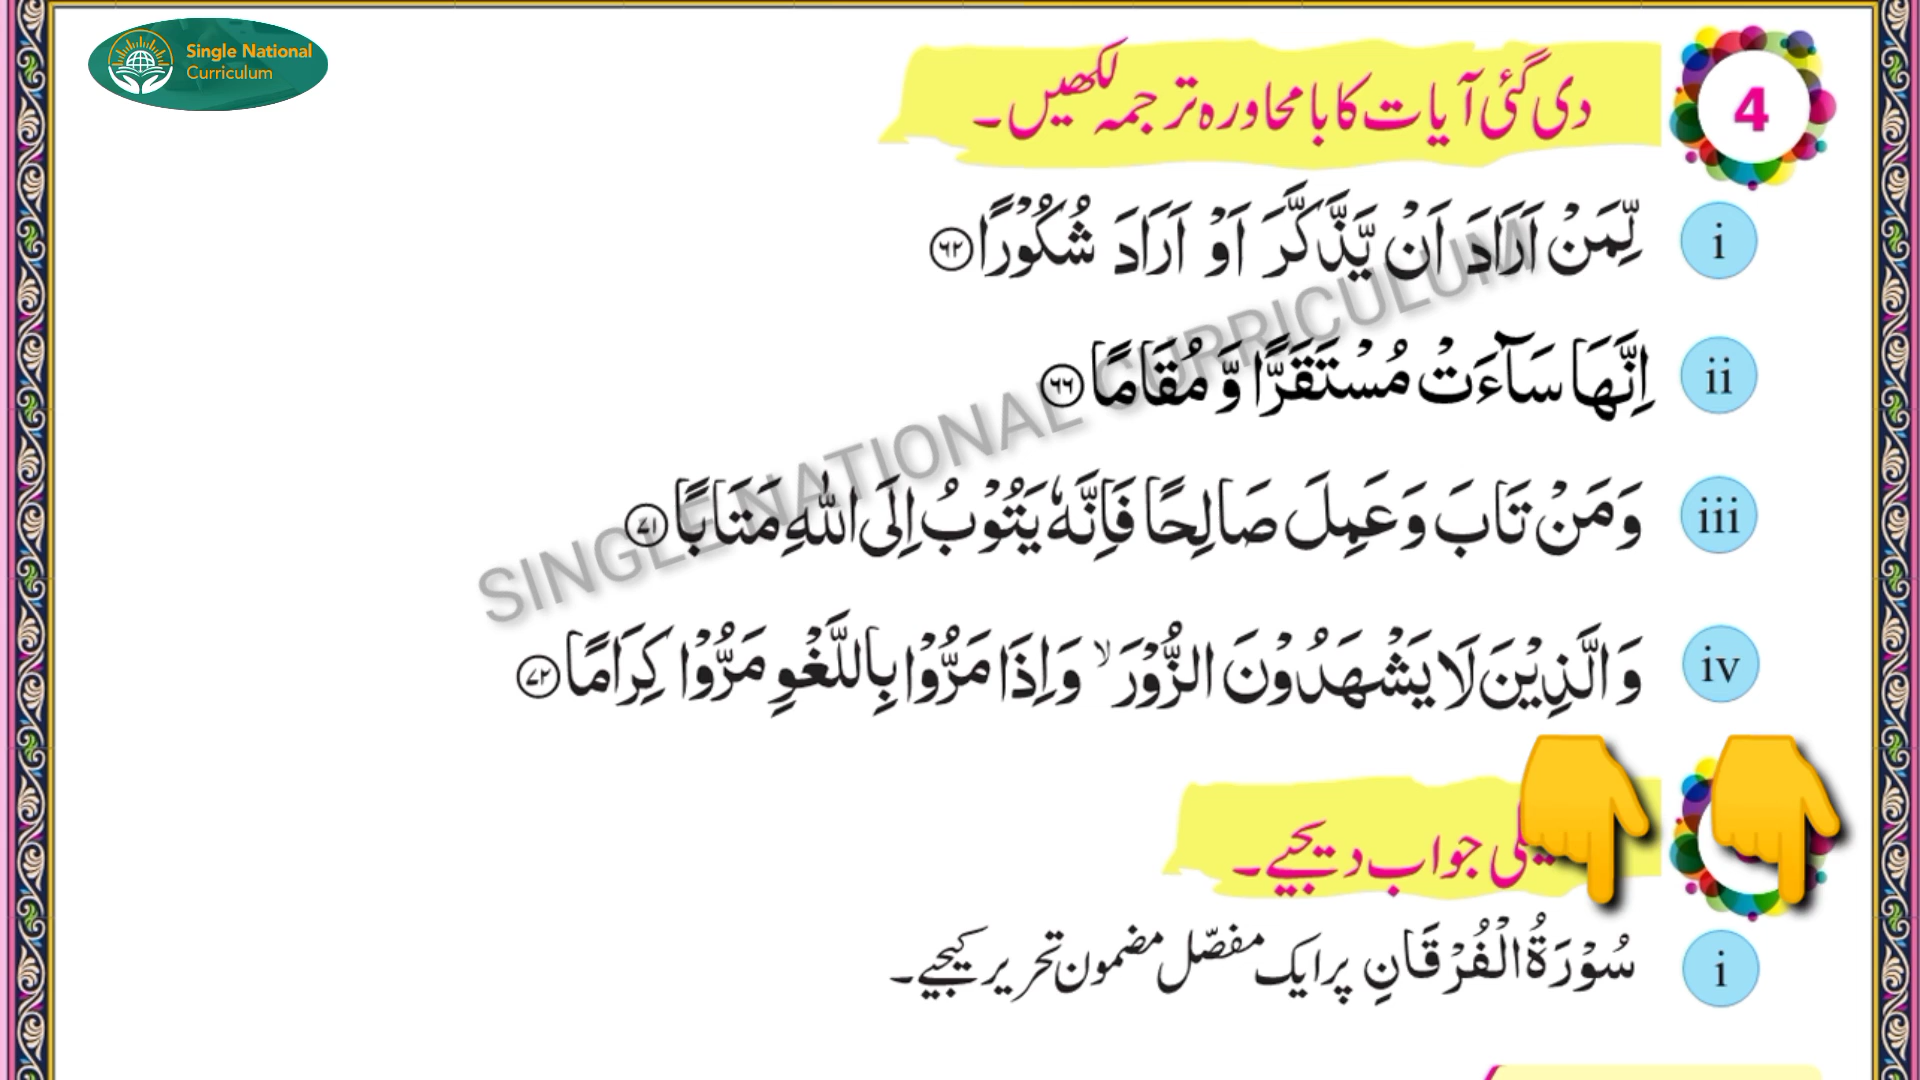 Single National
Curriculum
4
دی گئی آیات کا بامحاورہ ترجمہ لکھیں۔
i
لِّمَنْ اَرَادَ اَنْ يَّذَّكَّرَ اَوْ اَرَادَ شُكُوْرًا ۶۲
ii
اِنَّهَا سَآءَتْ مُسْتَقَرًّا وَّ مُقَامًا ۶۶
iii
وَ مَنْ تَابَ وَ عَمِلَ صَالِحًا فَاِنَّهٗ يَتُوْبُ اِلَى اللّٰهِ مَتَابًا ۷۱
iv
وَ الَّذِيْنَ لَا يَشْهَدُوْنَ الزُّوْرَ ۙ وَ اِذَا مَرُّوْا بِاللَّغْوِ مَرُّوْا كِرَامًا ۷۲
SINGLE NATIONAL CURRICULUM
جواب دیجیے۔
i
سُوْرَةُ الْفُرْقَانِ پر ایک مفصّل مضمون تحریر کیجیے۔